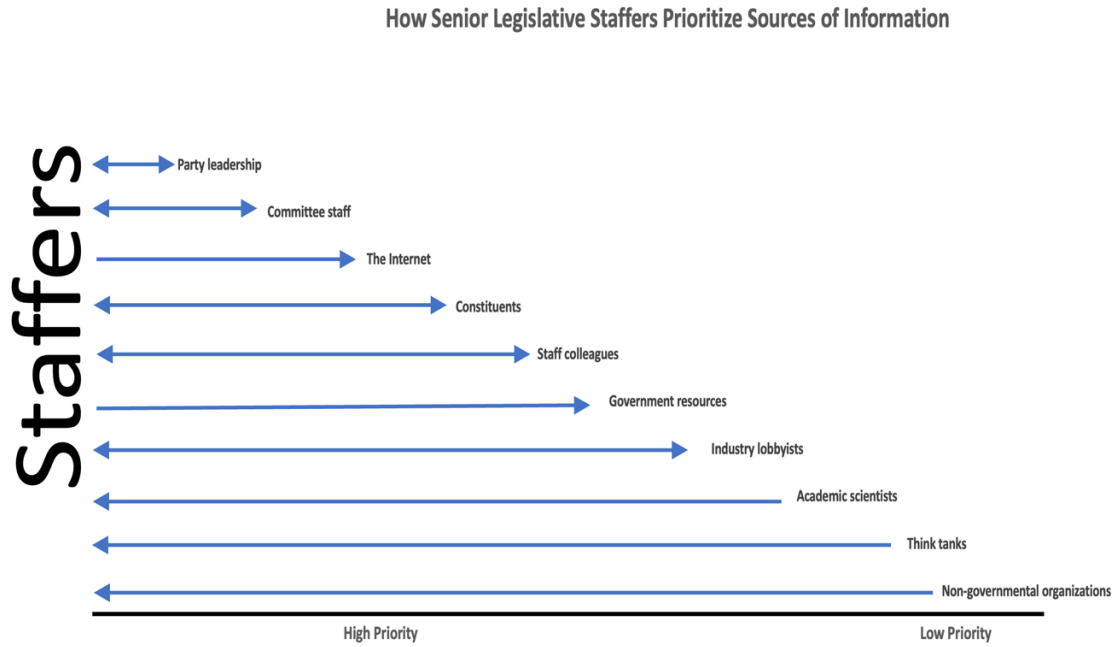 How Senior Legislative Staffers Prioritize Sources of Information
Staffers
Party leadership
Committee staff
The Internet
Constituents
Staff colleagues
Government resources
Industry lobbyists
Academic scientists
Think tanks
Non-governmental organizations
High Priority
Low Priority